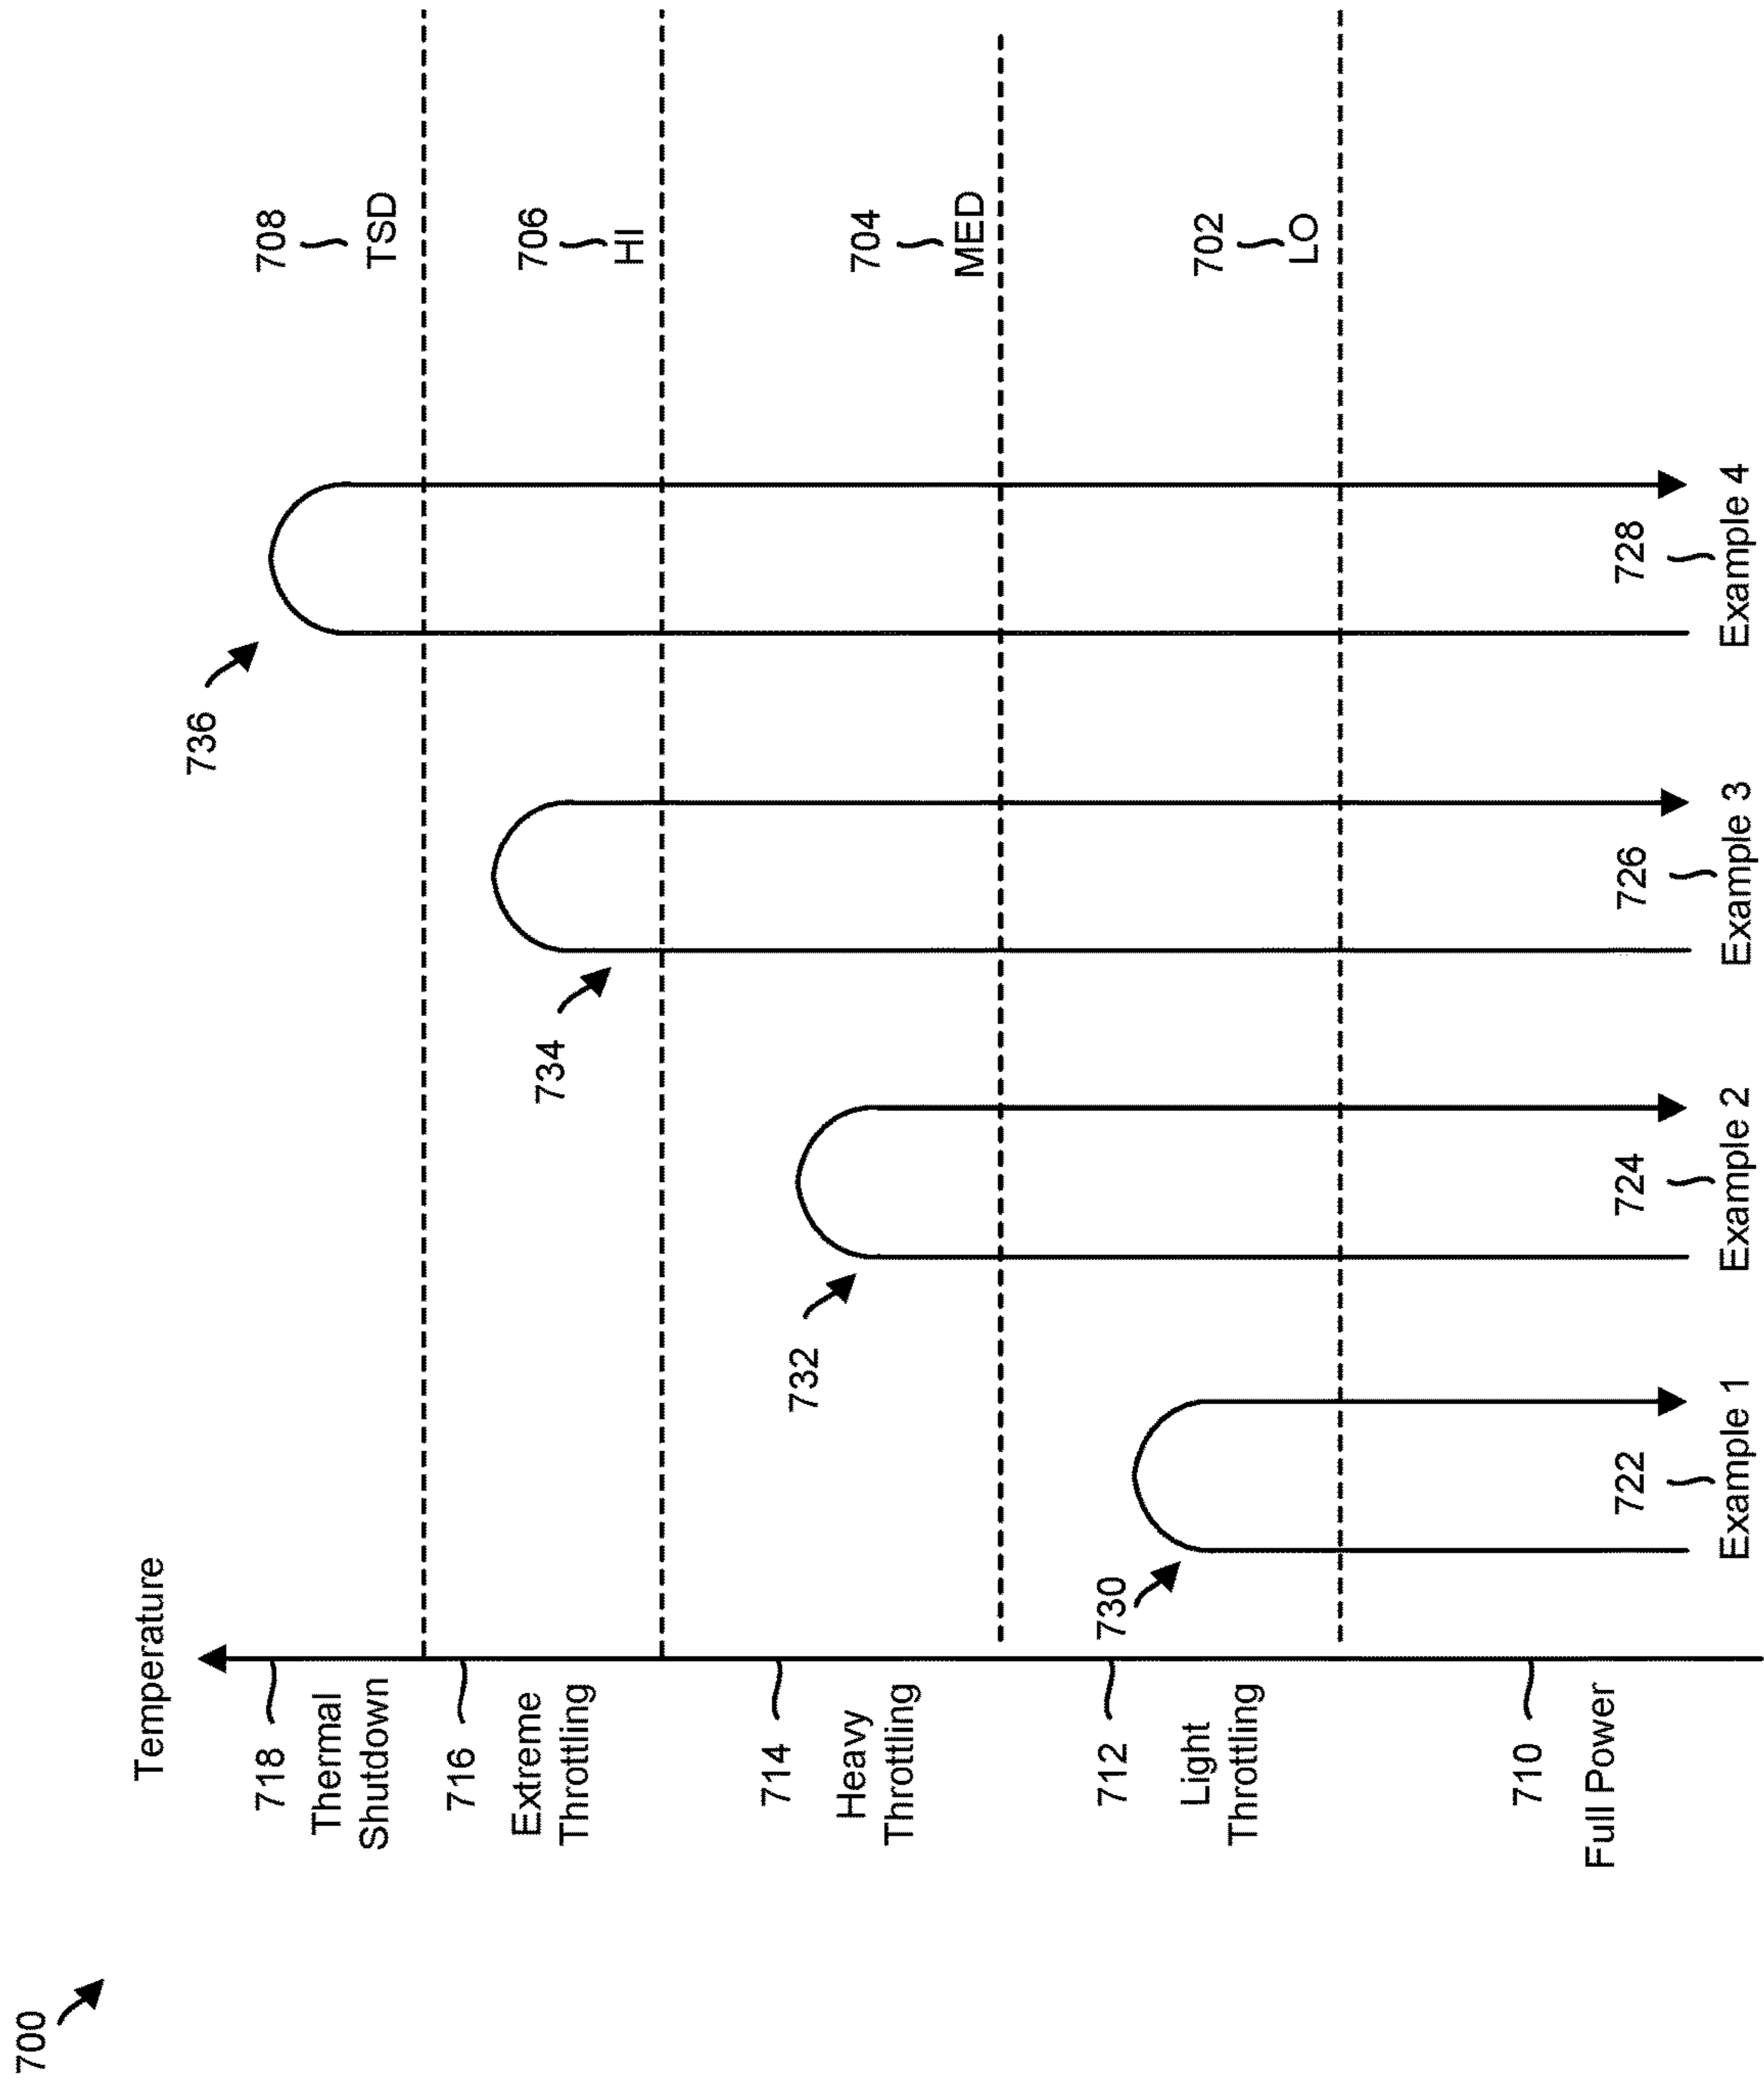 700
Temperature
718
Thermal
Shutdown
716
Extreme
Throttling
714
Heavy
Throttling
712
Light
Throttling
710
Full Power
736
734
732
730
708
TSD
706
HI
704
MED
702
LO
722
Example 1
724
Example 2
726
Example 3
728
Example 4